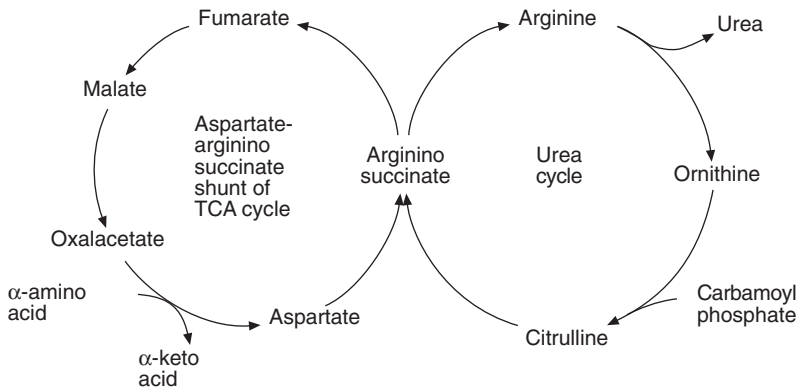 Fumarate
Arginine
Urea
Malate
Aspartate-
arginino
succinate
shunt of
TCA cycle
Arginino
succinate
Urea
cycle
Ornithine
Oxalacetate
α-amino
acid
Aspartate
Carbamoyl
phosphate
Citrulline
α-keto
acid